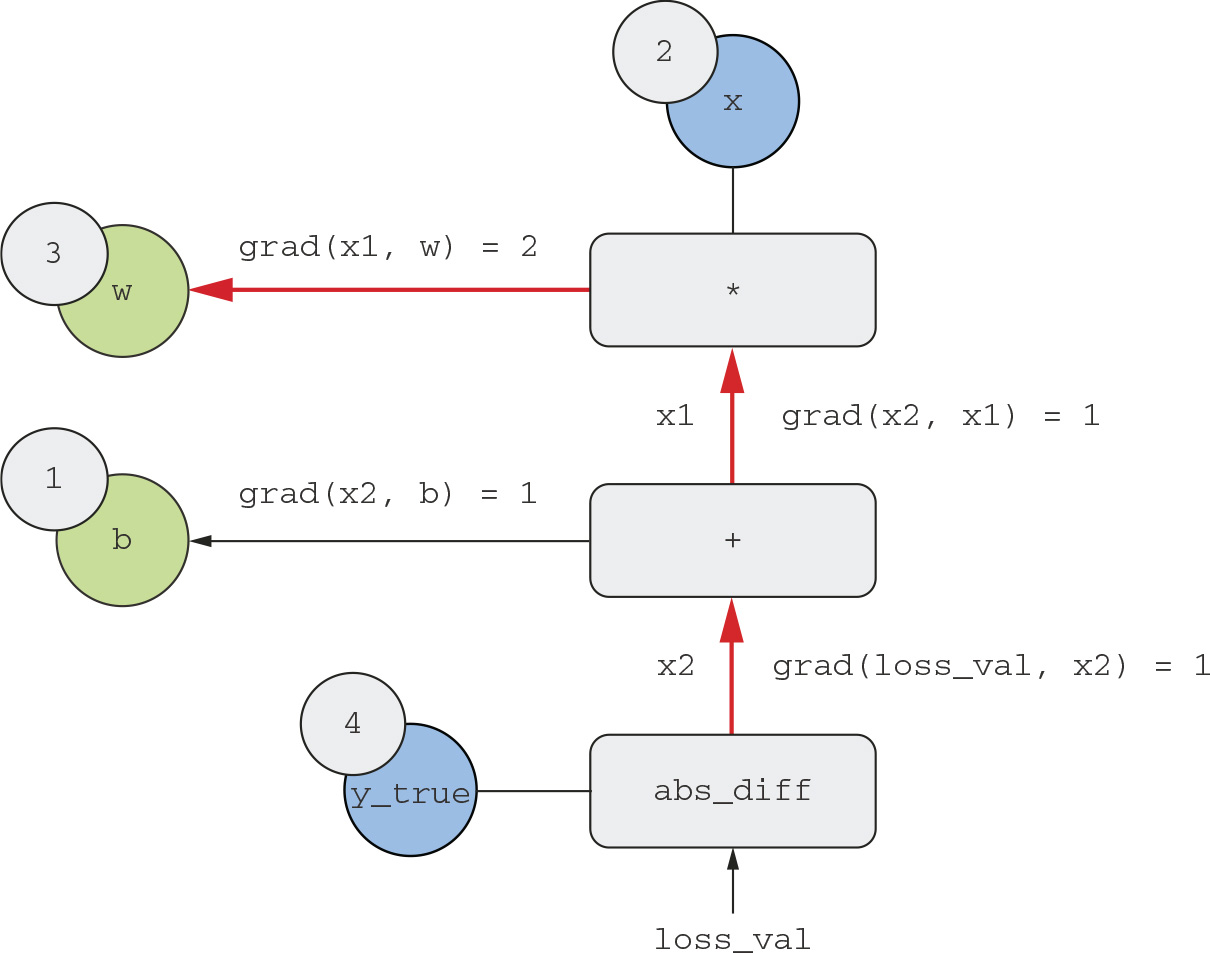 2
x
3
w
grad(x1, w) = 2
*
x1
grad(x2, x1) = 1
1
b
grad(x2, b) = 1
+
x2
grad(loss_val, x2) = 1
4
y_true
abs_diff
loss_val